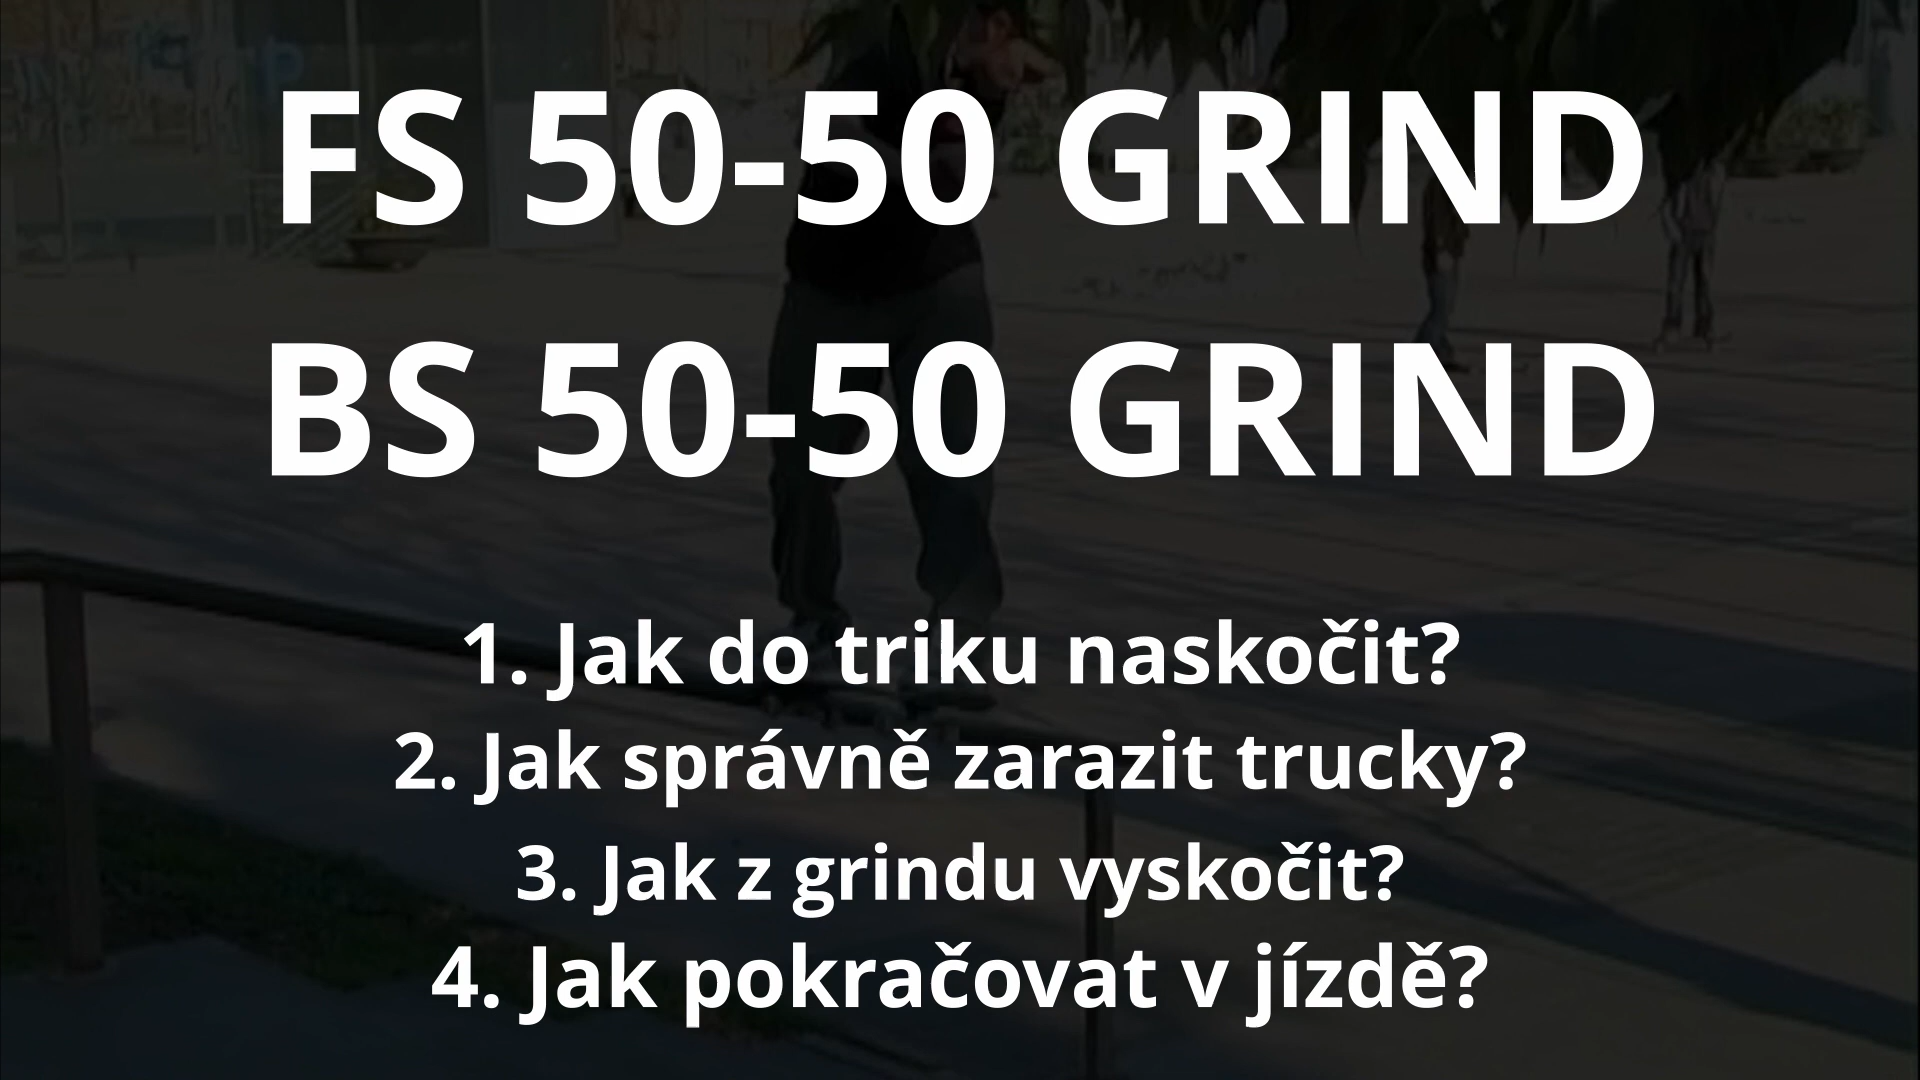 FS 50-50 GRIND
BS 50-50 GRIND
1. Jak do triku naskočit?
2. Jak správně zarazit trucky?
3. Jak z grindu vyskočit?
4. Jak pokračovat v jízdě?